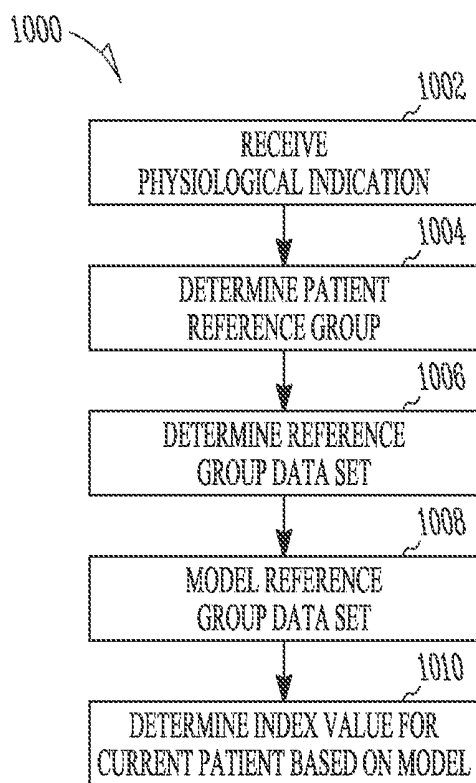 1000
1002
RECEIVE
PHYSIOLOGICAL INDICATION
1004
DETERMINE PATIENT
REFERENCE GROUP
1006
DETERMINE REFERENCE
GROUP DATA SET
1008
MODEL REFERENCE
GROUP DATA SET
1010
DETERMINE INDEX VALUE FOR
CURRENT PATIENT BASED ON MODEL